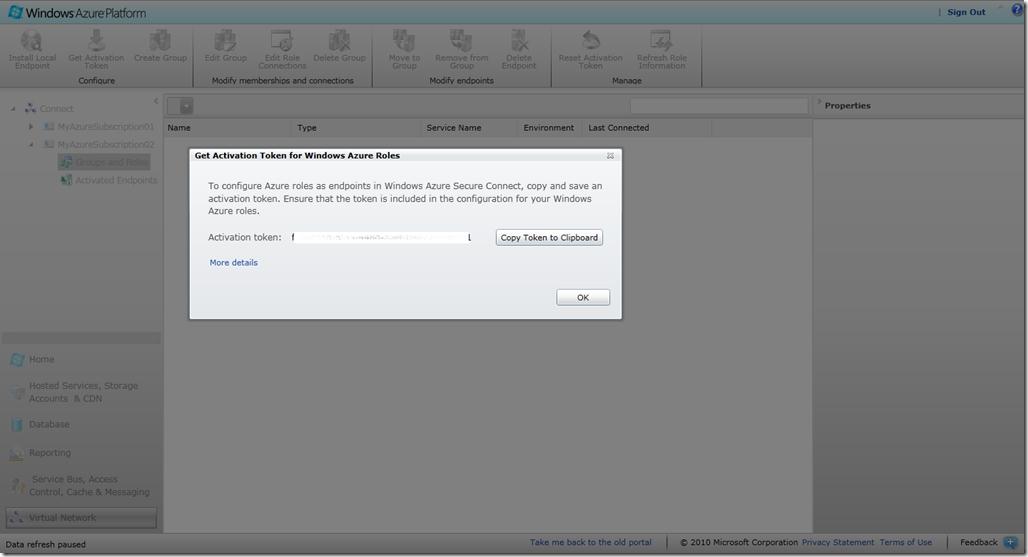 Windows Azure Platform
| Sign Out
Install Local Endpoint
Get Activation Token
Create Group
Configure
Edit Group
Edit Role Connections
Delete Group
Modify memberships and connections
Move to Group
Remove from Group
Delete Endpoint
Modify endpoints
Reset Activation Token
Refresh Role Information
Manage
Connect
MyAzureSubscription01
MyAzureSubscription02
Groups and Roles
Activated Endpoints
Name
Type
Service Name
Environment
Last Connected
Properties
Get Activation Token for Windows Azure Roles
To configure Azure roles as endpoints in Windows Azure Secure Connect, copy and save an
activation token. Ensure that the token is included in the configuration for your Windows
Azure roles.
Activation token:
Copy Token to Clipboard
More details
OK
Home
Hosted Services, Storage
Accounts & CDN
Database
Reporting
Service Bus, Access
Control, Cache & Messaging
Virtual Network
Data refresh paused
Take me back to the old portal
© 2010 Microsoft Corporation Privacy Statement Terms of Use
Feedback